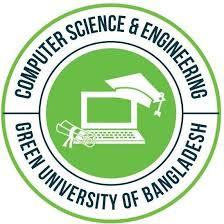 COMPUTER SCIENCE & ENGINEERING
GREEN UNIVERSITY OF BANGLADESH